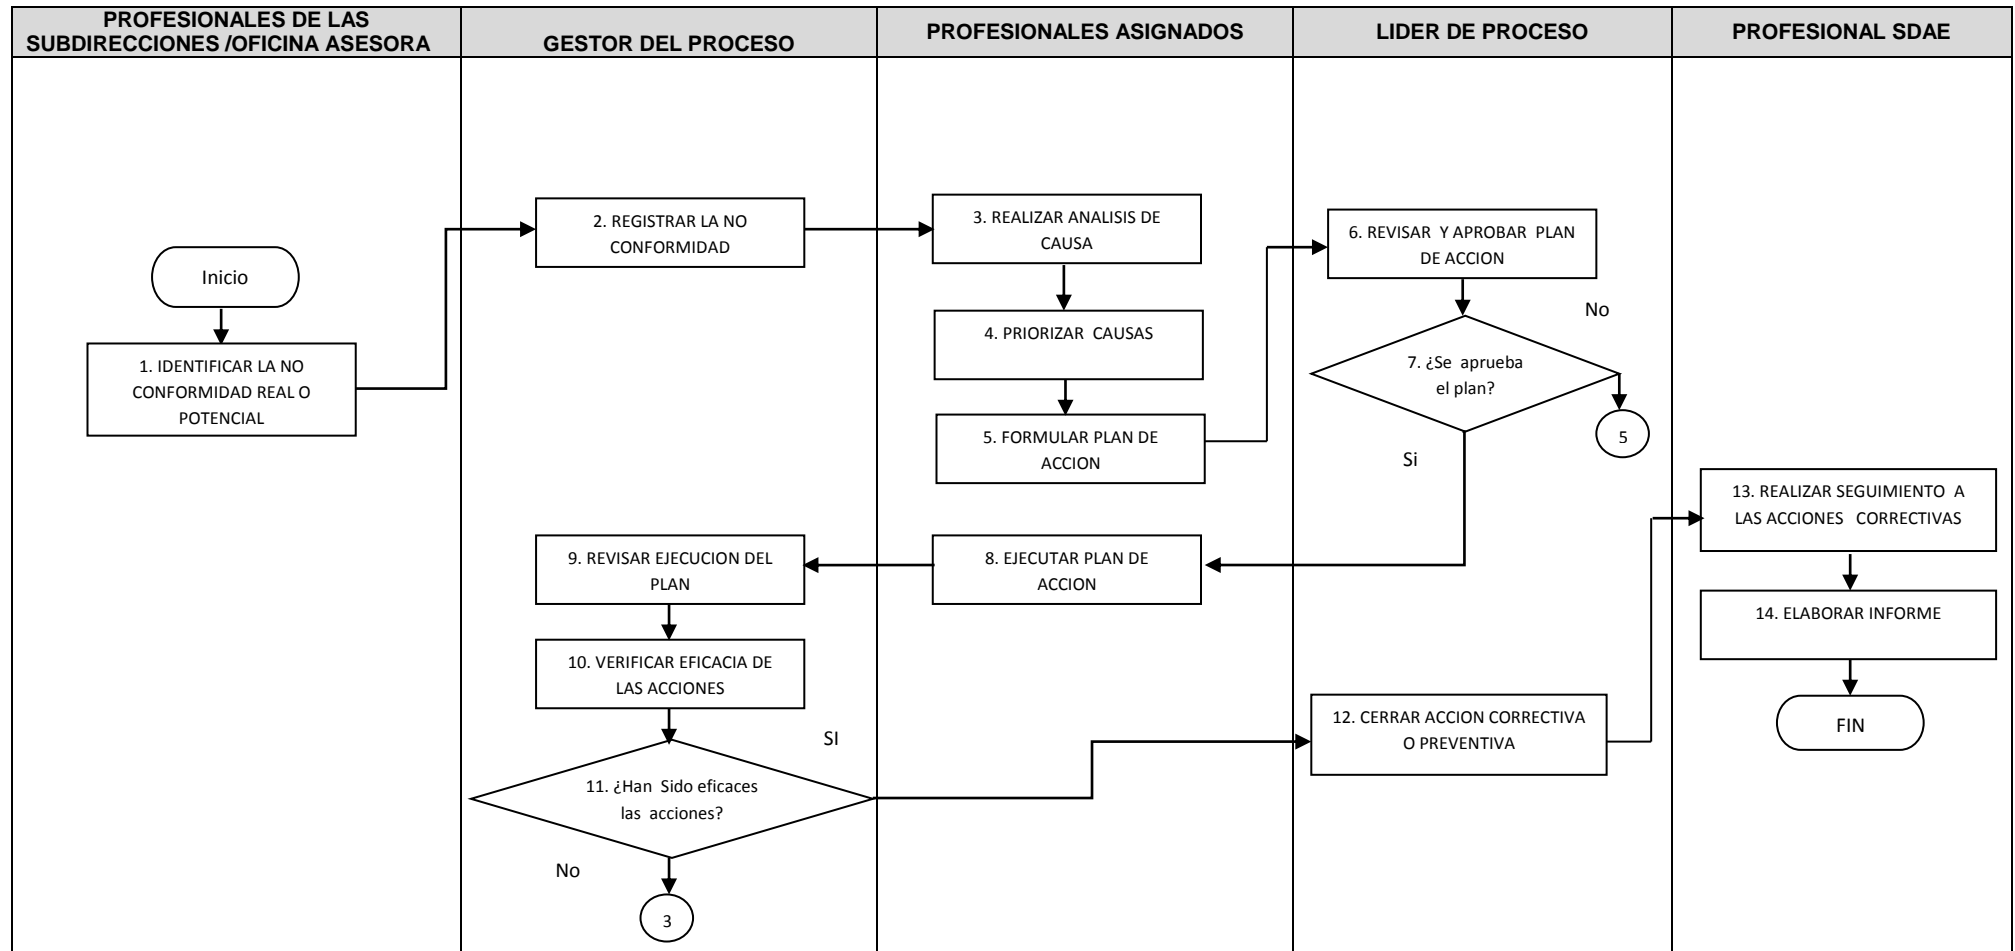 PROFESIONALES DE LAS
SUBDIRECCIONES /OFICINA ASESORA
GESTOR DEL PROCESO
PROFESIONALES ASIGNADOS
LIDER DE PROCESO
PROFESIONAL SDAE
Inicio
1. IDENTIFICAR LA NO
CONFORMIDAD REAL O
POTENCIAL
2. REGISTRAR LA NO
CONFORMIDAD
3. REALIZAR ANALISIS DE
CAUSA
4. PRIORIZAR CAUSAS
5. FORMULAR PLAN DE
ACCION
6. REVISAR Y APROBAR PLAN
DE ACCION
No
7. ¿Se aprueba
el plan?
5
Si
8. EJECUTAR PLAN DE
ACCION
9. REVISAR EJECUCION DEL
PLAN
10. VERIFICAR EFICACIA DE
LAS ACCIONES
SI
11. ¿Han Sido eficaces
las acciones?
No
3
12. CERRAR ACCION CORRECTIVA
O PREVENTIVA
13. REALIZAR SEGUIMIENTO A
LAS ACCIONES CORRECTIVAS
14. ELABORAR INFORME
FIN